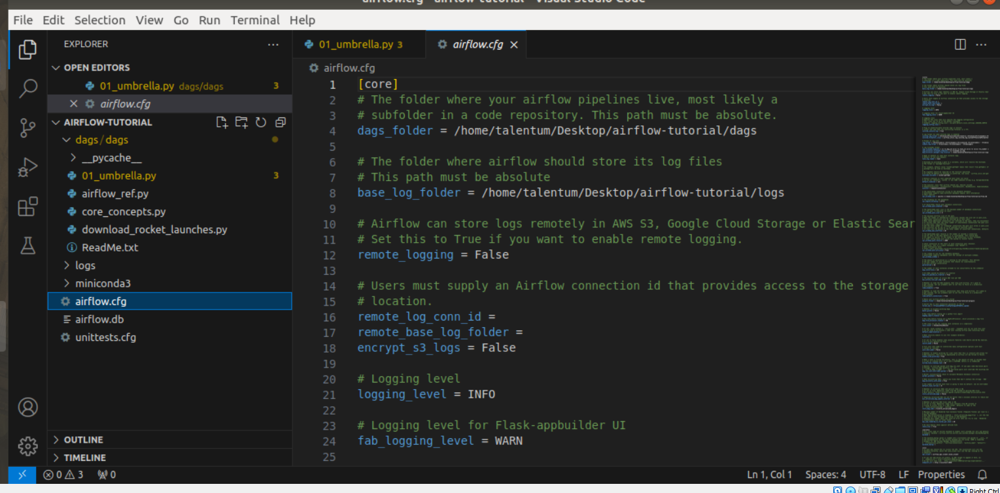 airflow.cfg - airflow-tutorial - Visual Studio Code
File Edit Selection View Go Run Terminal Help
EXPLORER
OPEN EDITORS
01_umbrella.py dags/dags 3
airflow.cfg
AIRFLOW-TUTORIAL
dags/dags
__pycache__
01_umbrella.py 3
airflow_ref.py
core_concepts.py
download_rocket_launches.py
ReadMe.txt
logs
miniconda3
airflow.cfg
airflow.db
unittests.cfg
OUTLINE
TIMELINE
01_umbrella.py 3
airflow.cfg
airflow.cfg
1 [core]
2 # The folder where your airflow pipelines live, most likely a
3 # subfolder in a code repository. This path must be absolute.
4 dags_folder = /home/talentum/Desktop/airflow-tutorial/dags
5
6 # The folder where airflow should store its log files
7 # This path must be absolute
8 base_log_folder = /home/talentum/Desktop/airflow-tutorial/logs
9
10 # Airflow can store logs remotely in AWS S3, Google Cloud Storage or Elastic Sear
11 # Set this to True if you want to enable remote logging.
12 remote_logging = False
13
14 # Users must supply an Airflow connection id that provides access to the storage
15 # location.
16 remote_log_conn_id =
17 remote_base_log_folder =
18 encrypt_s3_logs = False
19
20 # Logging level
21 logging_level = INFO
22
23 # Logging level for Flask-appbuilder UI
24 fab_logging_level = WARN
25
0 3 0
Ln 1, Col 1 Spaces: 4 UTF-8 LF Properties
Right Ctrl